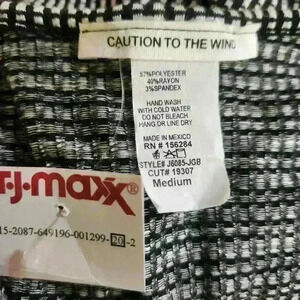 CAUTION TO THE WIND
57%POLYESTER
40%RAYON
3%SPANDEX
HAND WASH
WITH COLD WATER
DO NOT BLEACH
HANG OR LINE DRY
MADE IN MEXICO
RN # 156284
STYLE# J6085-JGB
CUT# 19307
Medium
T·J·maxx®
15-2087-649196-001299-20-2